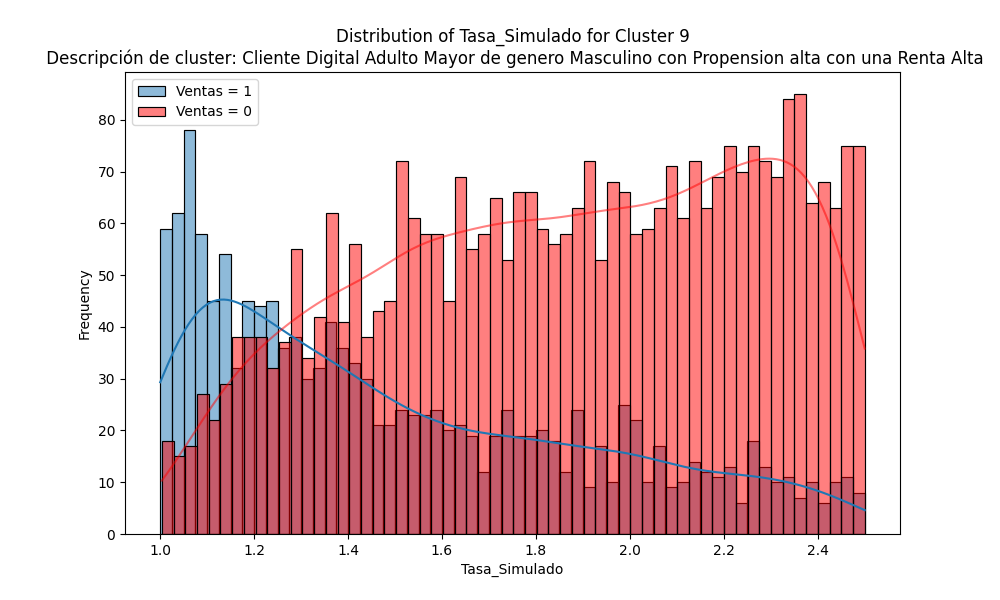 Distribution of Tasa_Simulado for Cluster 9
Descripción de cluster: Cliente Digital Adulto Mayor de genero Masculino con Propension alta con una Renta Alta
Ventas = 1
Ventas = 0
Frequency
80
70
60
50
40
30
20
10
0
1.0 1.2 1.4 1.6 1.8 2.0 2.2 2.4
Tasa_Simulado